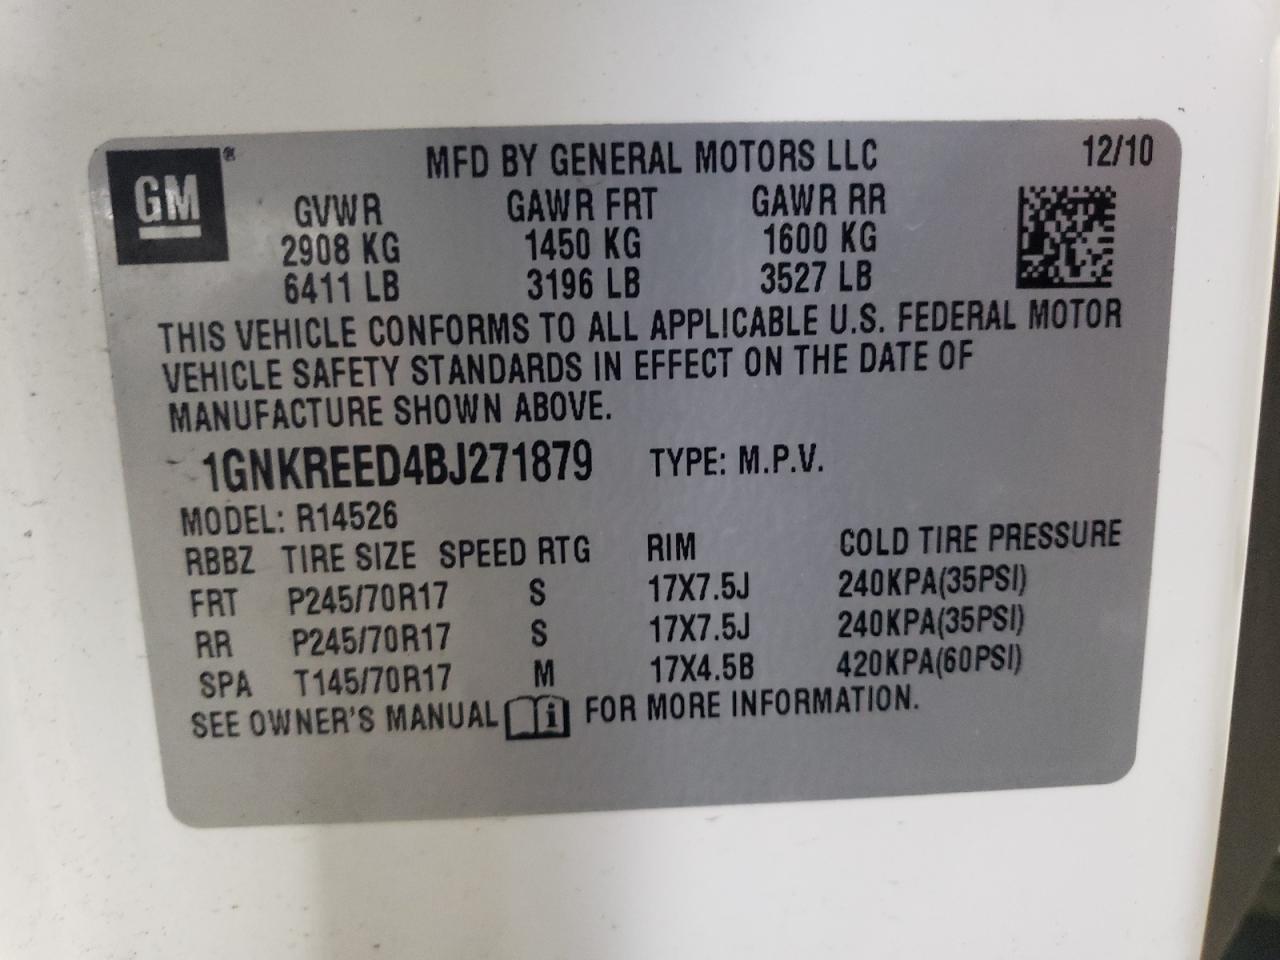 GM®
MFD BY GENERAL MOTORS LLC 12/10
GVWR GAWR FRT GAWR RR
2908 KG 1450 KG 1600 KG
6411 LB 3196 LB 3527 LB
THIS VEHICLE CONFORMS TO ALL APPLICABLE U.S. FEDERAL MOTOR
VEHICLE SAFETY STANDARDS IN EFFECT ON THE DATE OF
MANUFACTURE SHOWN ABOVE.
1GNKREED4BJ271879 TYPE: M.P.V.
MODEL: R14526
RBBZ TIRE SIZE SPEED RTG RIM COLD TIRE PRESSURE
FRT P245/70R17 S 17X7.5J 240KPA(35PSI)
RR P245/70R17 S 17X7.5J 240KPA(35PSI)
SPA T145/70R17 M 17X4.5B 420KPA(60PSI)
SEE OWNER'S MANUAL i FOR MORE INFORMATION.